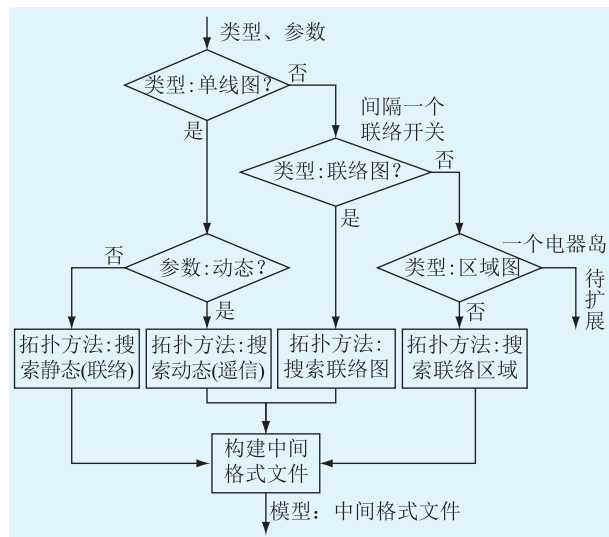 类型、参数
类型:单线图?
否
是
间隔一个
联络开关
类型:联络图?
否
是
一个电器岛
参数:动态?
否
是
类型:区域图
否
待扩展
拓扑方法:搜
索静态(联络)
拓扑方法:搜
索动态(遥信)
拓扑方法:
搜索联络图
拓扑方法:搜
索联络区域
构建中间
格式文件
模型：中间格式文件